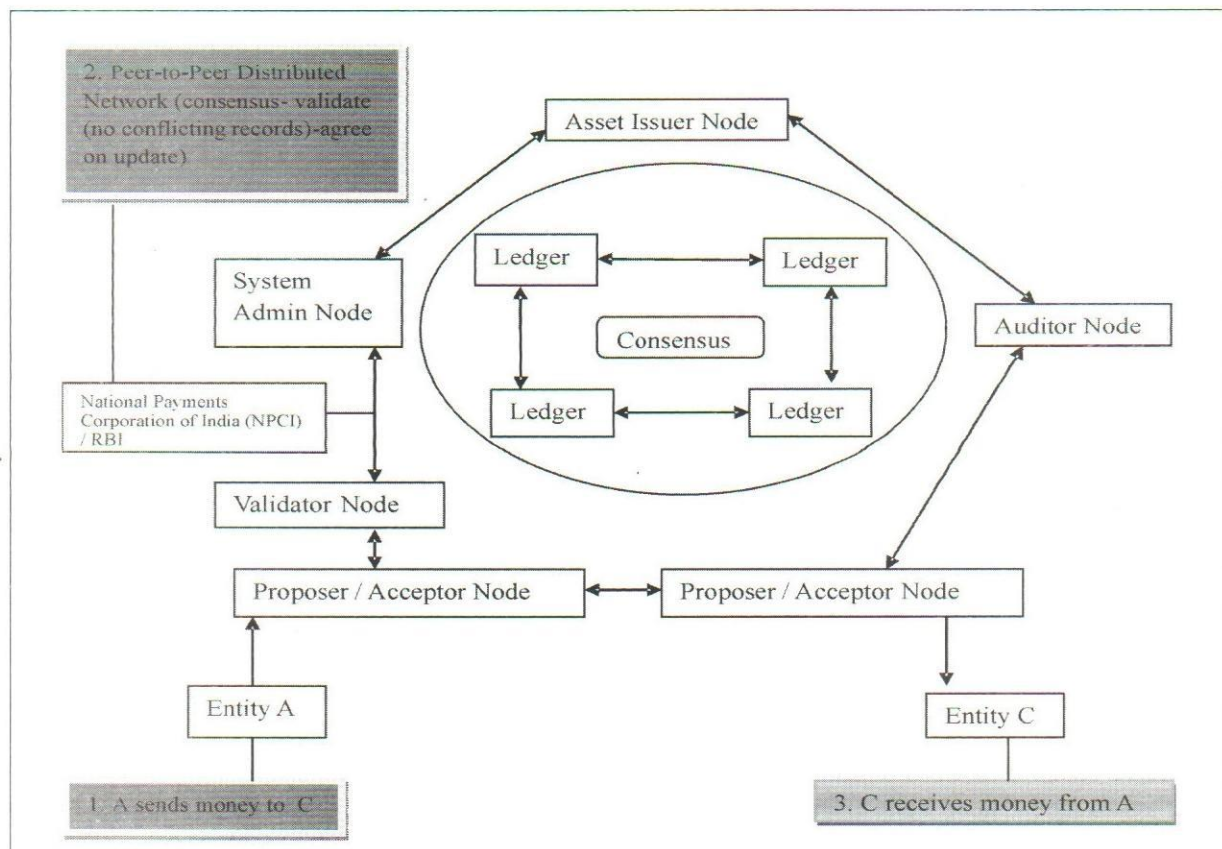 2. Peer-to-Peer Distributed
Network (consensus- validate
(no conflicting records)-agree
on update)
Asset Issuer Node
Ledger
Ledger
System
Admin Node
Consensus
Auditor Node
Ledger
Ledger
National Payments
Corporation of India (NPCI)
/ RBI
Validator Node
Proposer / Acceptor Node
Proposer / Acceptor Node
Entity A
Entity C
1. A sends money to C
3. C receives money from A